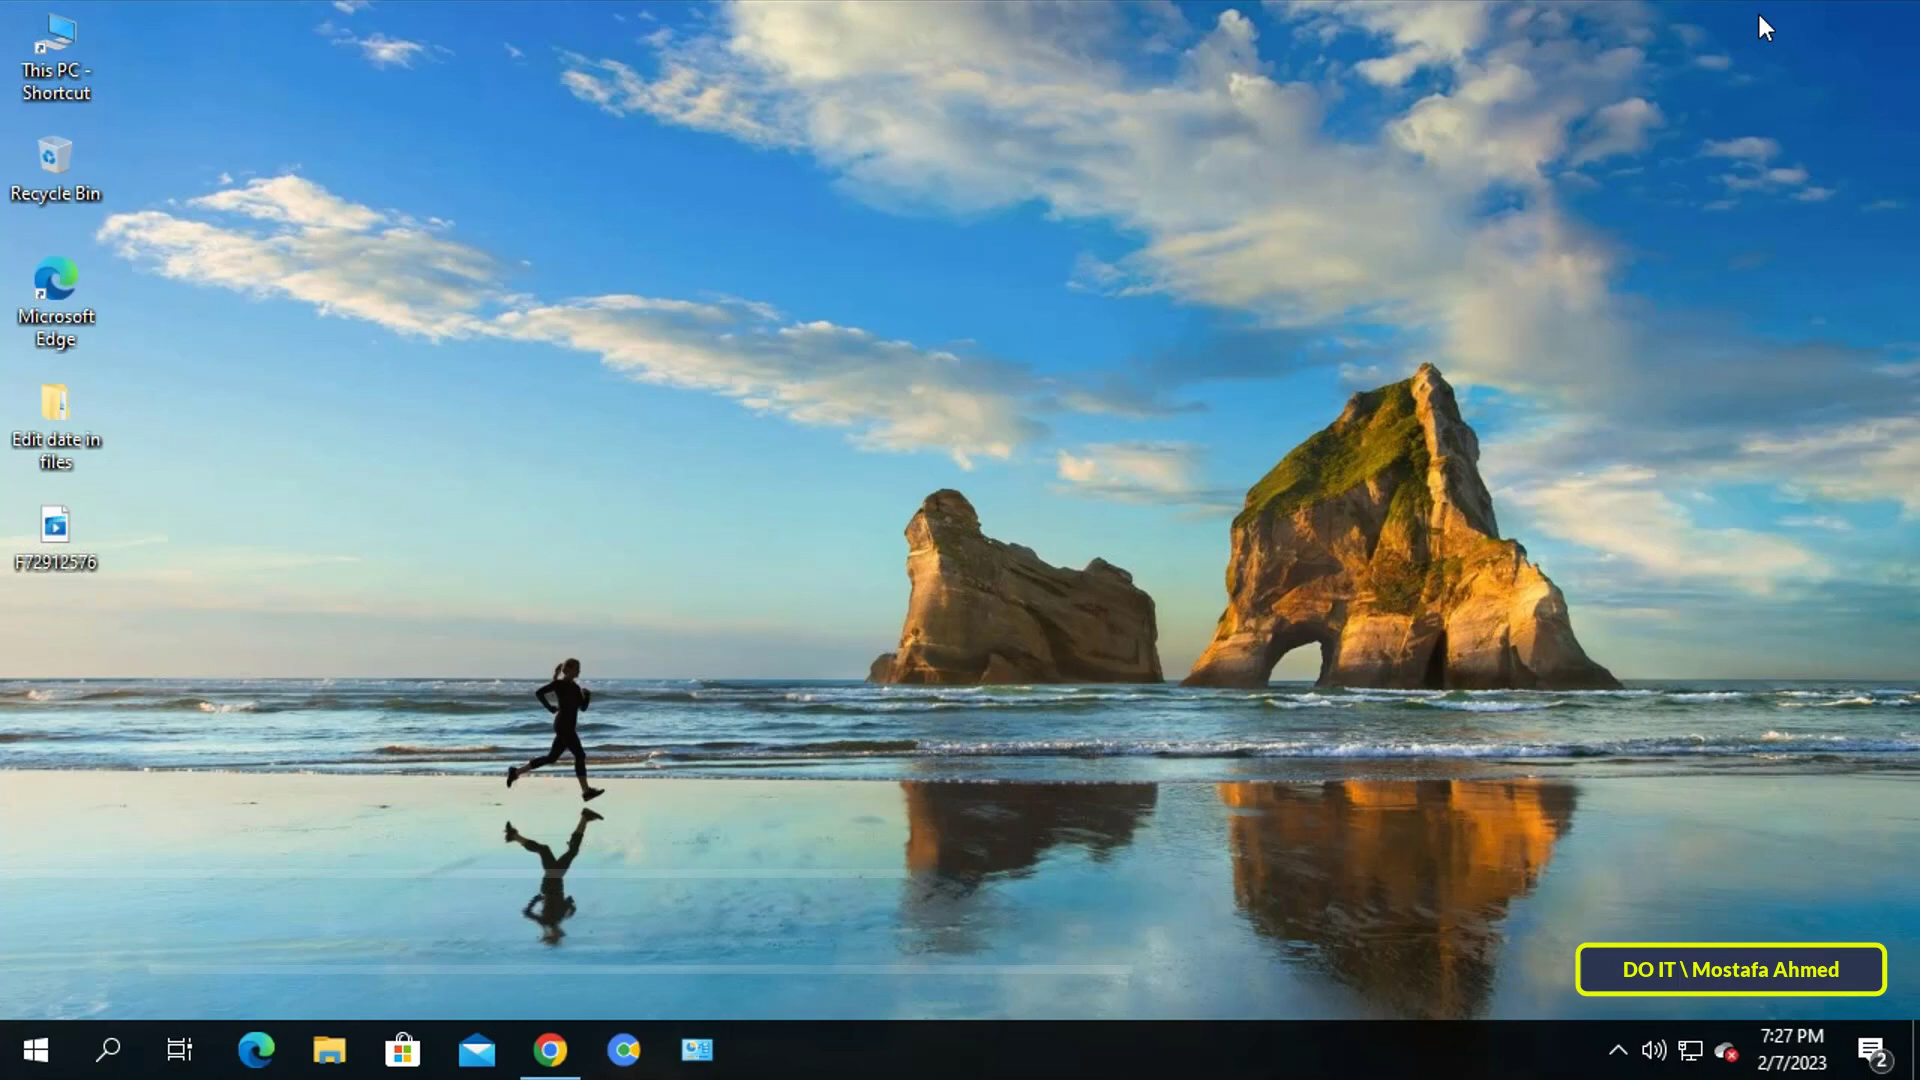 This PC -
Shortcut
Recycle Bin
Microsoft
Edge
Edit date in
files
F72912576
DO IT \ Mostafa Ahmed
7:27 PM
2/7/2023
2